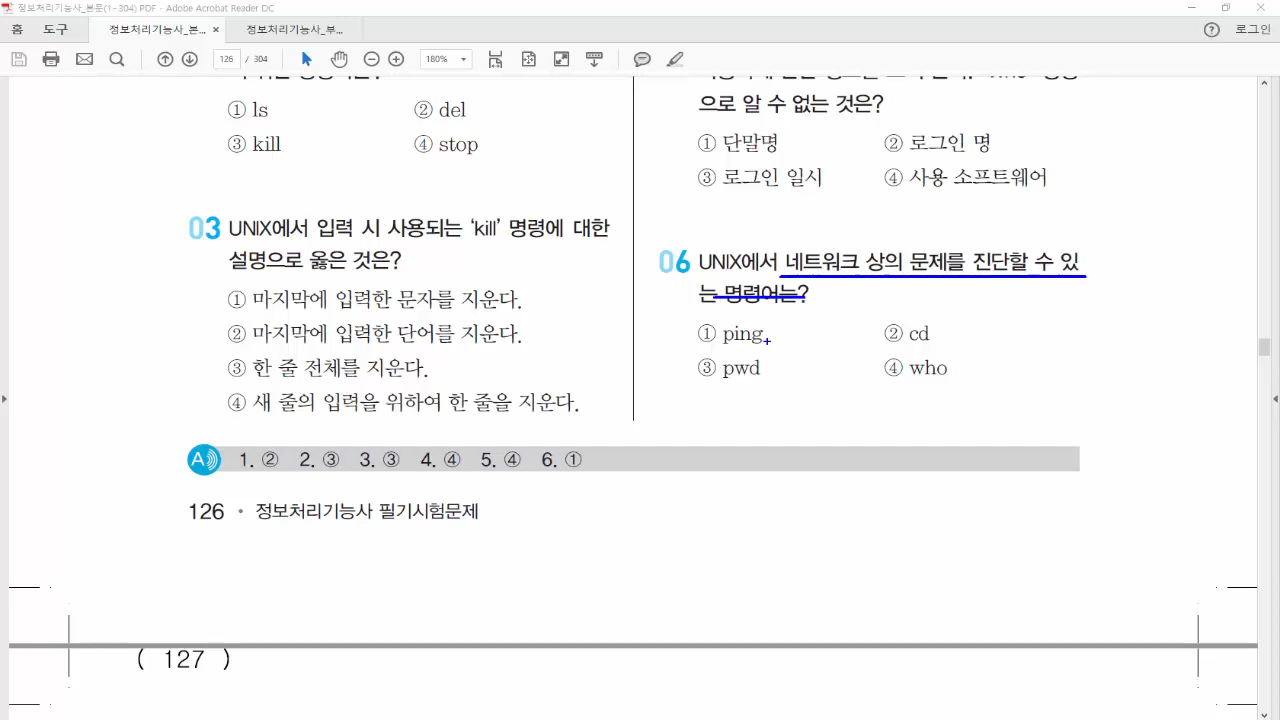 정보처리기능사_본문(1-304) PDF - Adobe Acrobat Reader DC
홈 도구 정보처리기능사_본... × 정보처리기능사_부... 로그인
126 / 304 180%
① ls ② del
③ kill ④ stop
03 UNIX에서 입력 시 사용되는 ‘kill’ 명령에 대한
설명으로 옳은 것은?
① 마지막에 입력한 문자를 지운다.
② 마지막에 입력한 단어를 지운다.
③ 한 줄 전체를 지운다.
④ 새 줄의 입력을 위하여 한 줄을 지운다.
으로 알 수 없는 것은?
① 단말명 ② 로그인 명
③ 로그인 일시 ④ 사용 소프트웨어
06 UNIX에서 네트워크 상의 문제를 진단할 수 있
는 명령어는?
① ping ② cd
③ pwd ④ who
A 1. ② 2. ③ 3. ③ 4. ④ 5. ④ 6. ①
126 • 정보처리기능사 필기시험문제
( 127 )